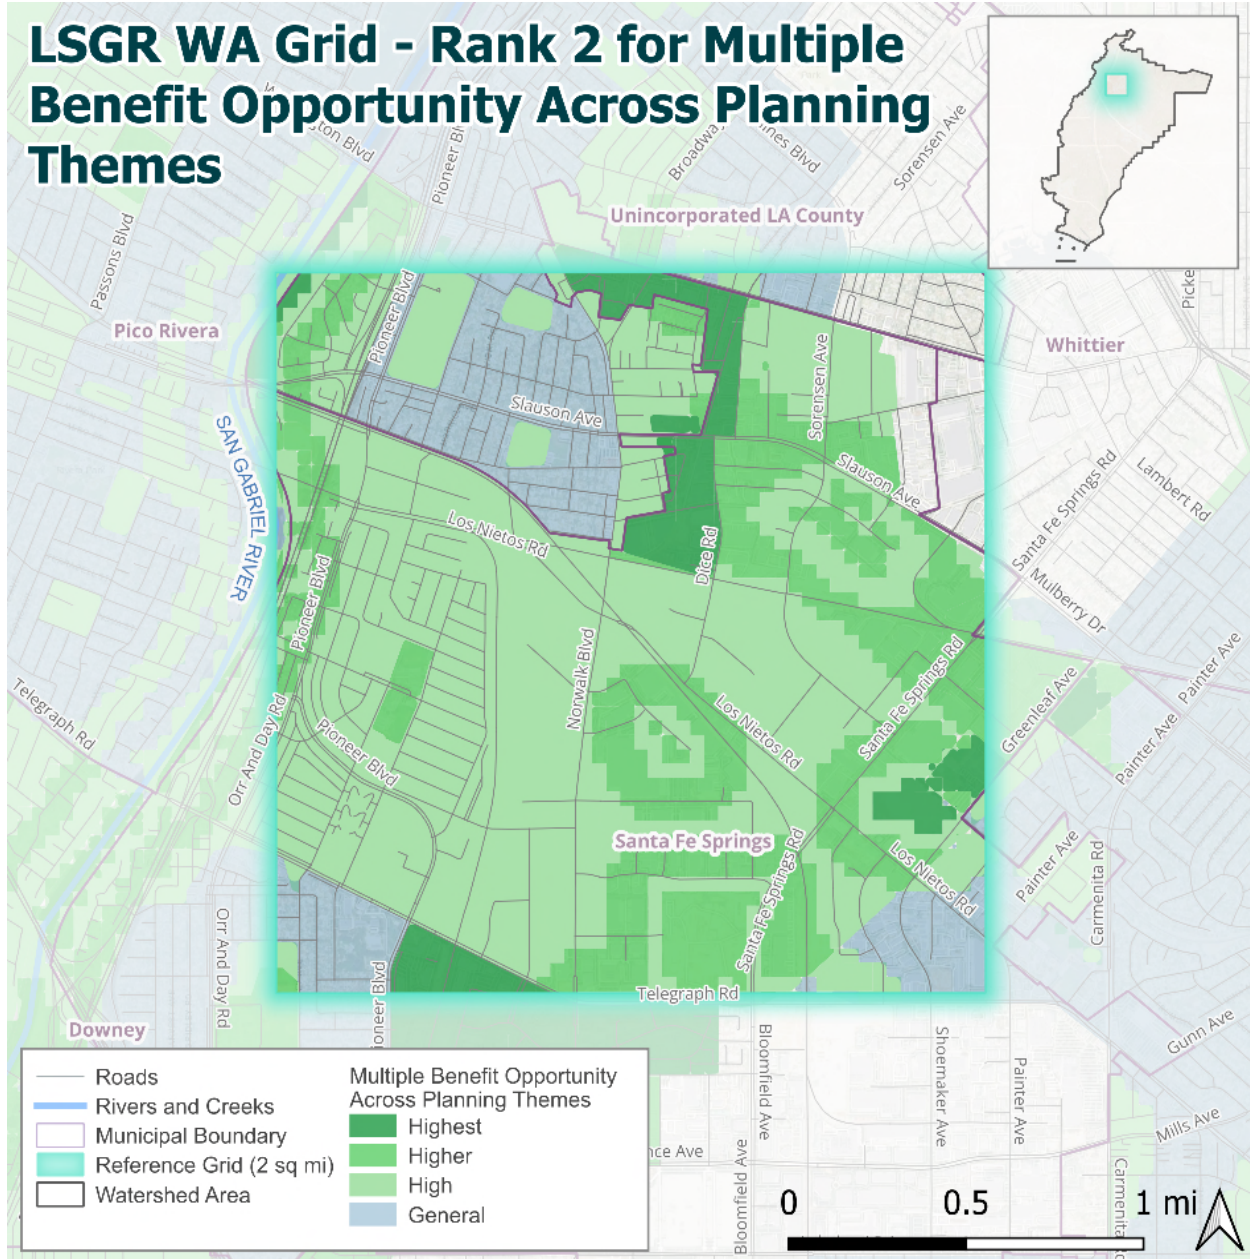 LSGR WA Grid - Rank 2 for Multiple
Benefit Opportunity Across Planning
Themes
Pioneer Blvd
Sorensen Ave
Unincorporated LA County
Passons Blvd
Pico Rivera
Pioneer Blvd
Whittier
Sorensen Ave
Slauson Ave
SAN GABRIEL RIVER
Slauson Ave
Santa Fe Springs Rd
Lambert Rd
Los Nietos Rd
Dice Rd
Pioneer Blvd
Mulberry Dr
Norwalk Blvd
Santa Fe Springs Rd
Painter Ave
Greenleaf Ave
Telegraph Rd
Orr And Day Rd
Pioneer Blvd
Los Nietos Rd
Painter Ave
Santa Fe Springs
Santa Fe Springs Rd
Los Nietos Rd
Painter Ave
Carmenita Rd
Orr And Day Rd
Telegraph Rd
Downey
Bloomfield Ave
Shoemaker Ave
Painter Ave
Gunn Ave
Mills Ave
Bloomfield Ave
Roads
Rivers and Creeks
Municipal Boundary
Reference Grid (2 sq mi)
Watershed Area
Multiple Benefit Opportunity
Across Planning Themes
Highest
Higher
High
General
0 0.5 1 mi